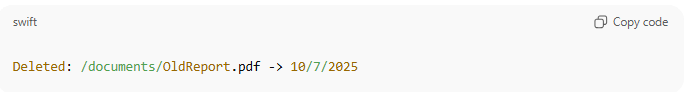 swift
Copy code
Deleted: /documents/OldReport.pdf -> 10/7/2025